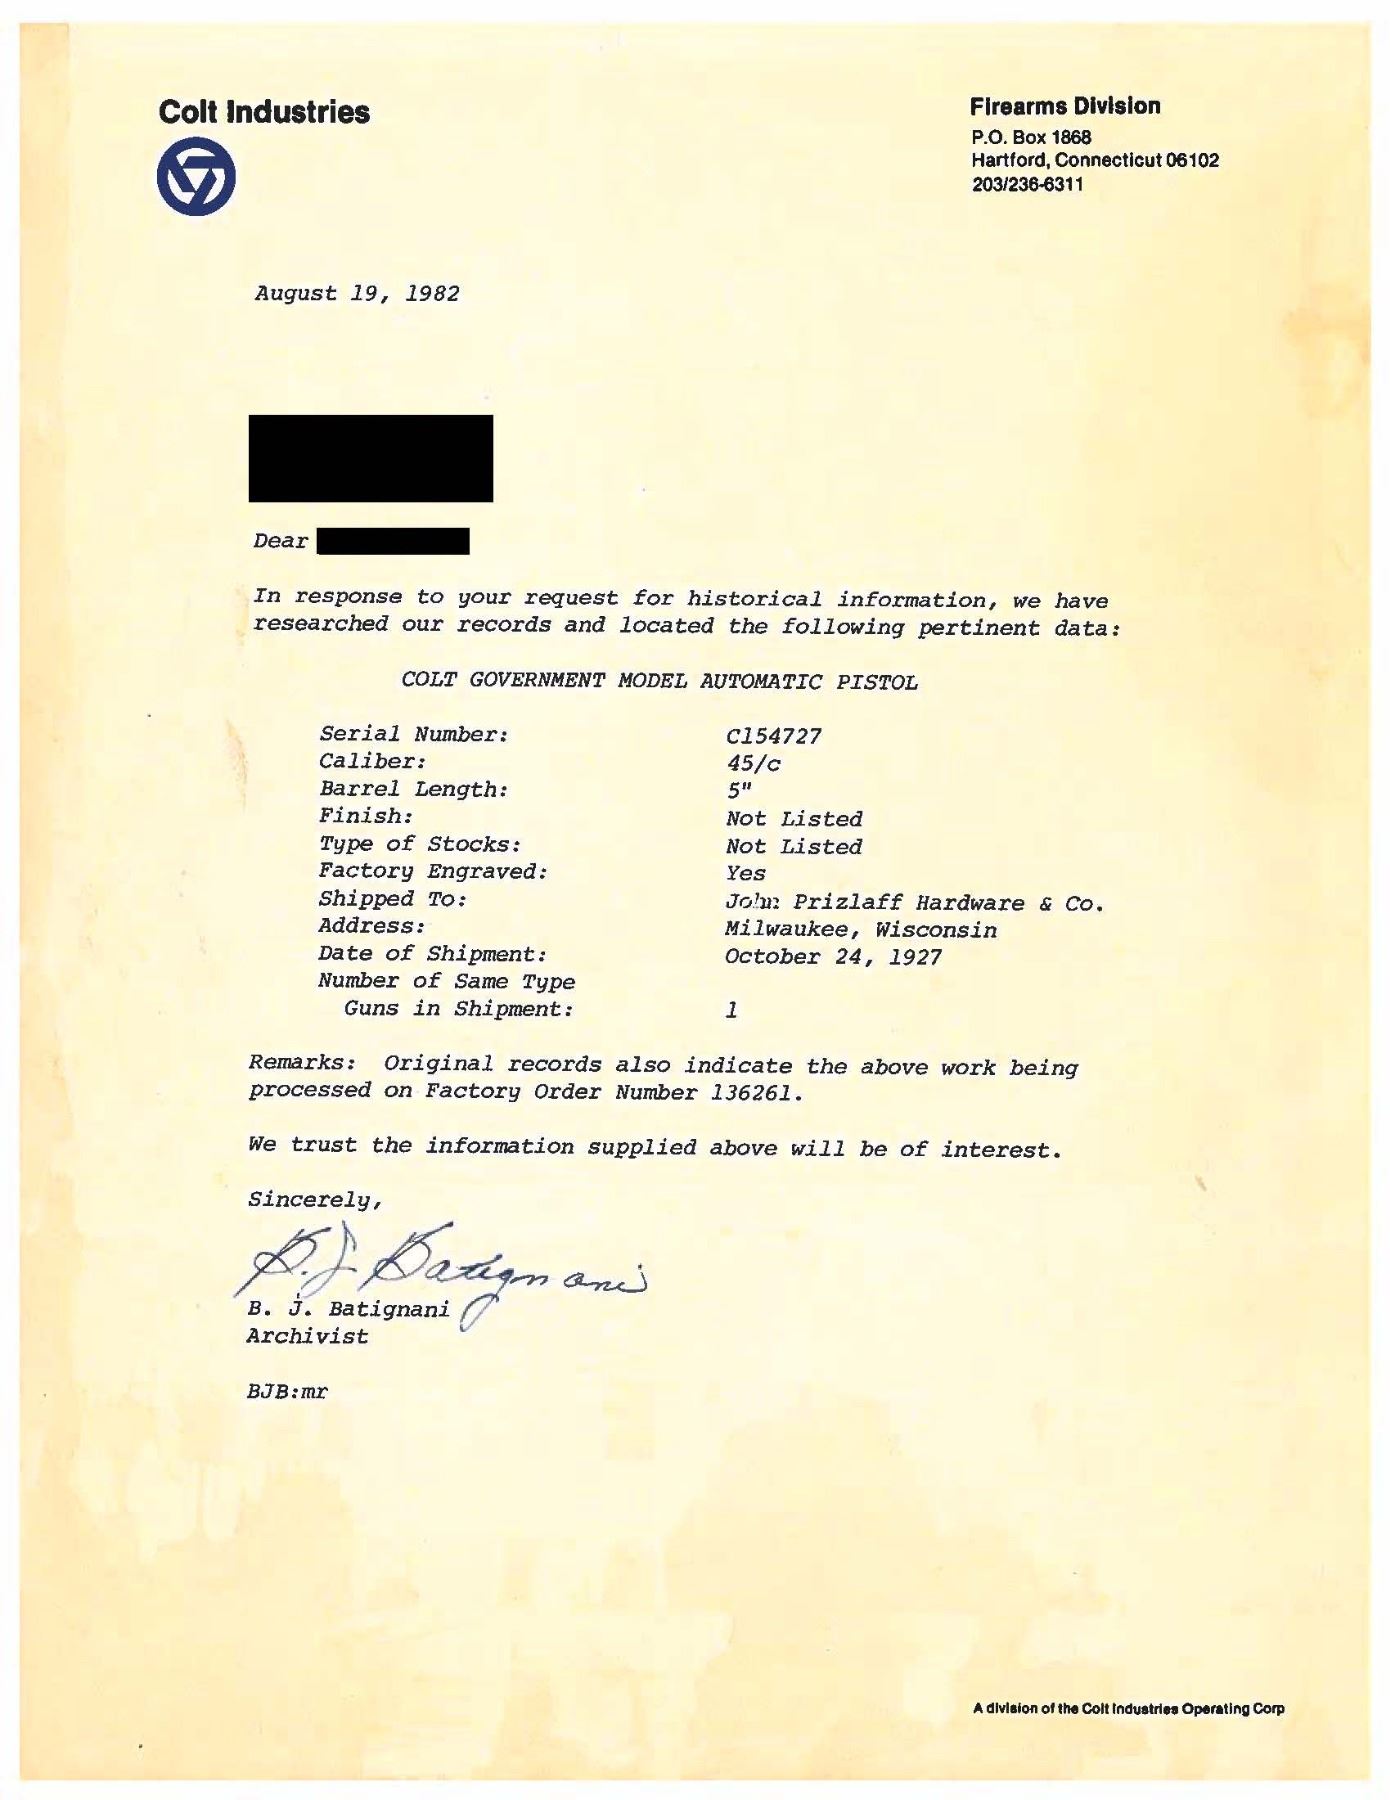 Colt Industries
Firearms Division
P.O. Box 1868
Hartford, Connecticut 06102
203/236-6311
August 19, 1982
Dear
In response to your request for historical information, we have
researched our records and located the following pertinent data:
COLT GOVERNMENT MODEL AUTOMATIC PISTOL
Serial Number: C154727
Caliber: 45/c
Barrel Length: 5"
Finish: Not Listed
Type of Stocks: Not Listed
Factory Engraved: Yes
Shipped To: John Prizlaff Hardware & Co.
Address: Milwaukee, Wisconsin
Date of Shipment: October 24, 1927
Number of Same Type
Guns in Shipment: 1
Remarks: Original records also indicate the above work being
processed on Factory Order Number 136261.
We trust the information supplied above will be of interest.
Sincerely,
B. J. Batignani
B. J. Batignani
Archivist
BJB:mr
A division of the Colt Industries Operating Corp